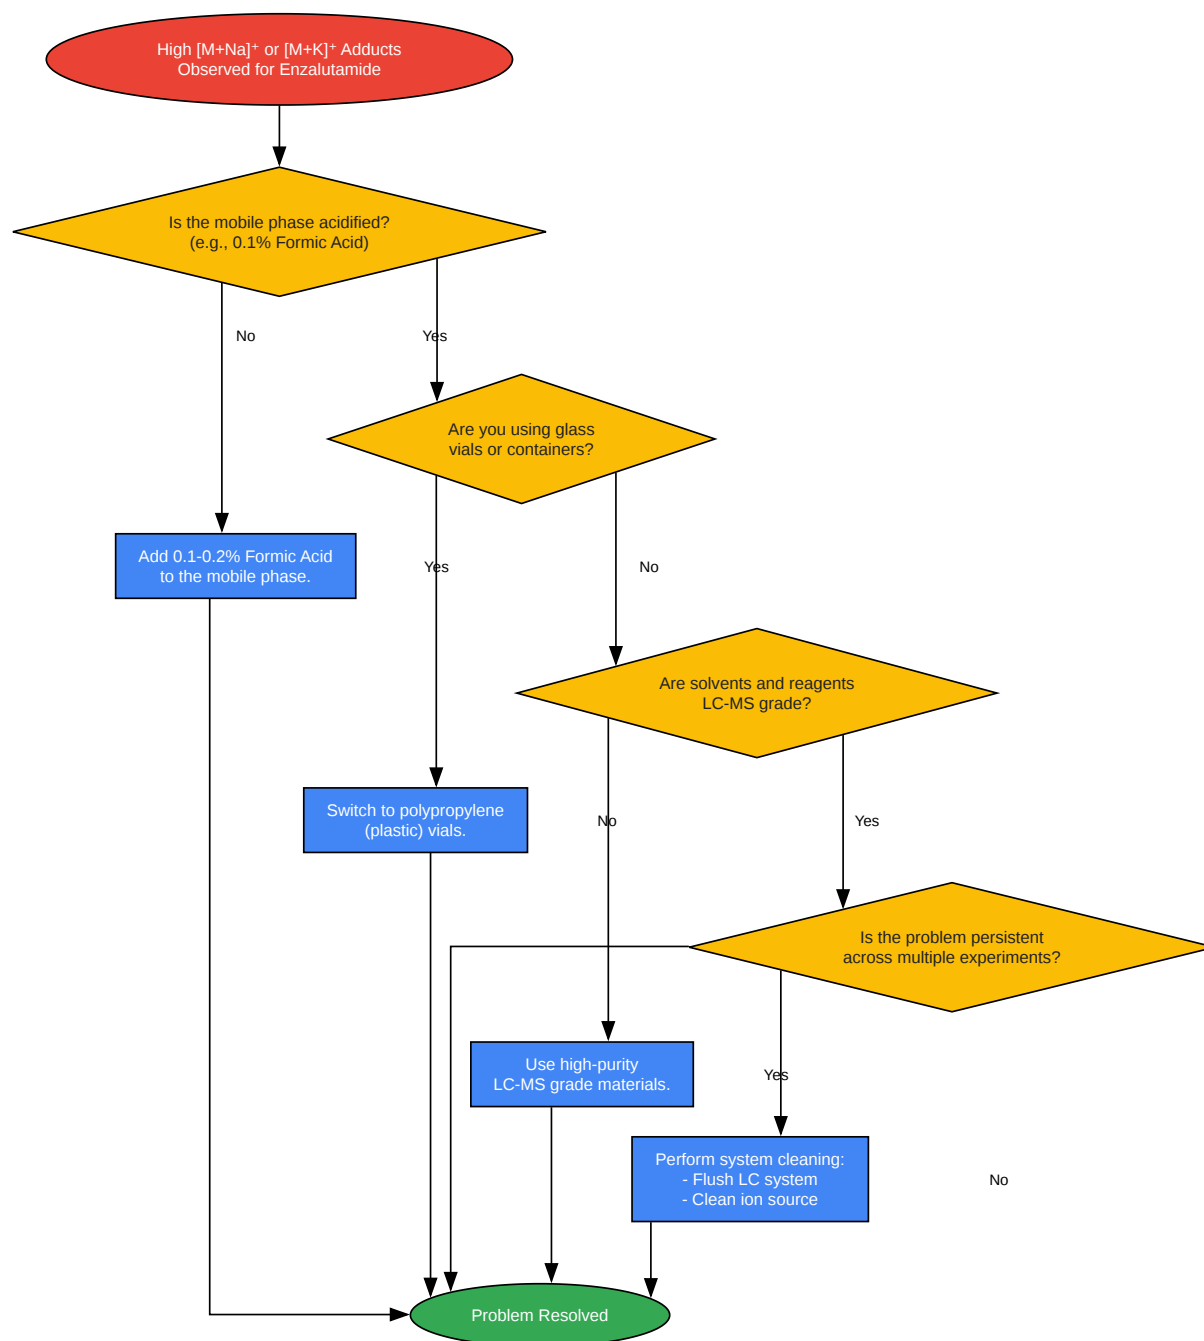 High [M+Na]⁺ or [M+K]⁺ Adducts
Observed for Enzalutamide
Is the mobile phase acidified?
(e.g., 0.1% Formic Acid)
No
Yes
Are you using glass
vials or containers?
Add 0.1-0.2% Formic Acid
to the mobile phase.
Yes
No
Are solvents and reagents
LC-MS grade?
Switch to polypropylene
(plastic) vials.
No
Yes
Is the problem persistent
across multiple experiments?
Use high-purity
LC-MS grade materials.
Yes
Perform system cleaning:
- Flush LC system
- Clean ion source
No
Problem Resolved